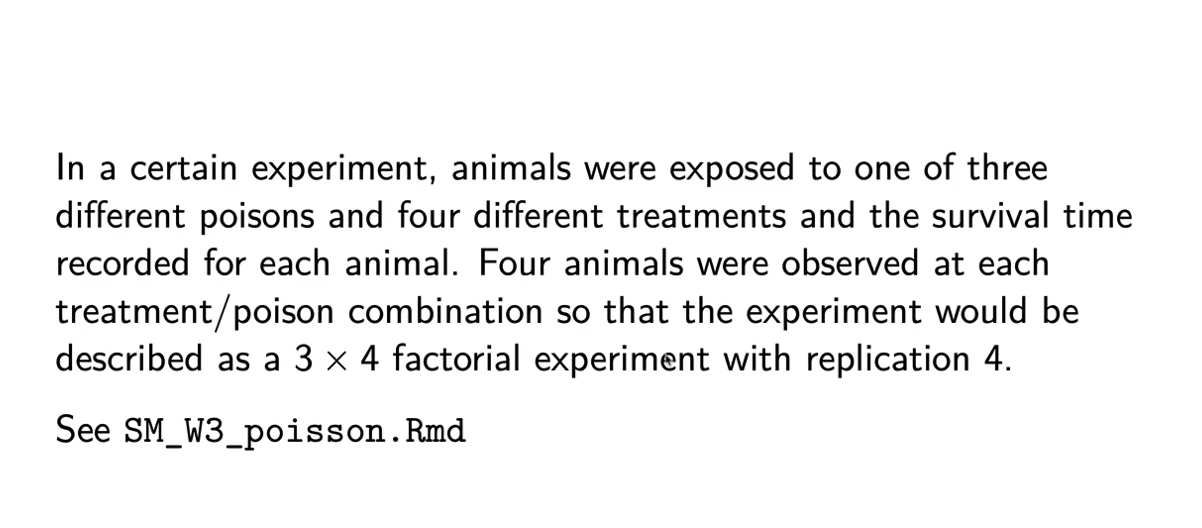 In a certain experiment, animals were exposed to one of three
different poisons and four different treatments and the survival time
recorded for each animal. Four animals were observed at each
treatment/poison combination so that the experiment would be
described as a 3 × 4 factorial experiment with replication 4.
See SM_W3_poisson.Rmd